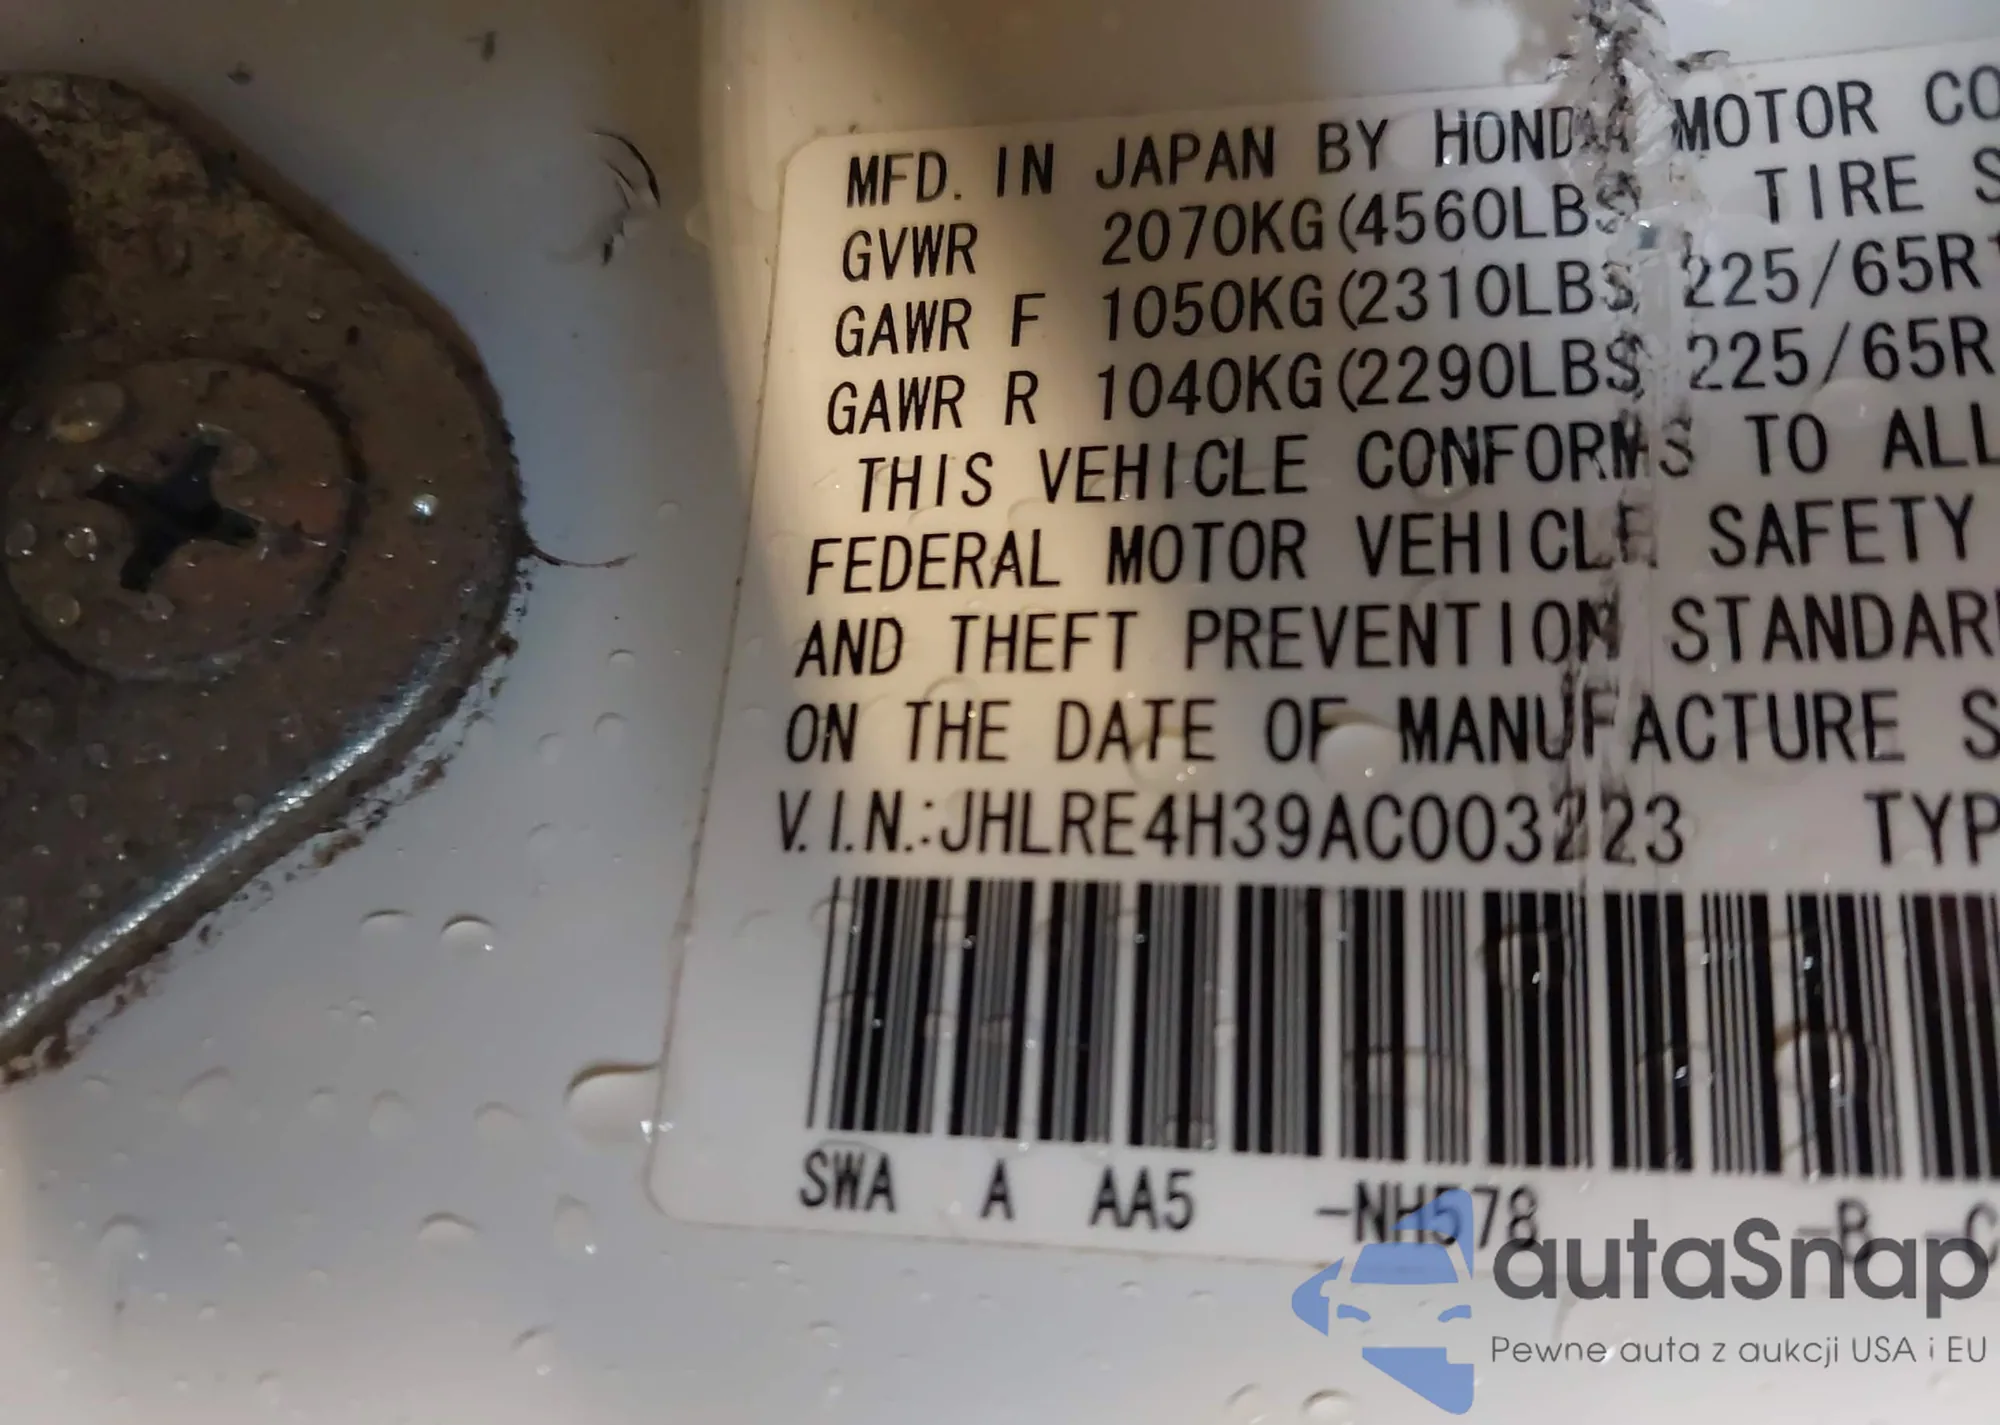 MFD. IN JAPAN BY HONDA MOTOR CO
GVWR 2070KG(4560LBS TIRE S
GAWR F 1050KG(2310LBS 225/65R1
GAWR R 1040KG(2290LBS 225/65R
THIS VEHICLE CONFORMS TO ALL
FEDERAL MOTOR VEHICLE SAFETY
AND THEFT PREVENTION STANDAR
ON THE DATE OF MANUFACTURE S
V.I.N.:JHLRE4H39AC003223 TYP
SWA A AA5 -NH578 -B -C
autaSnap
Pewne auta z aukcji USA i EU